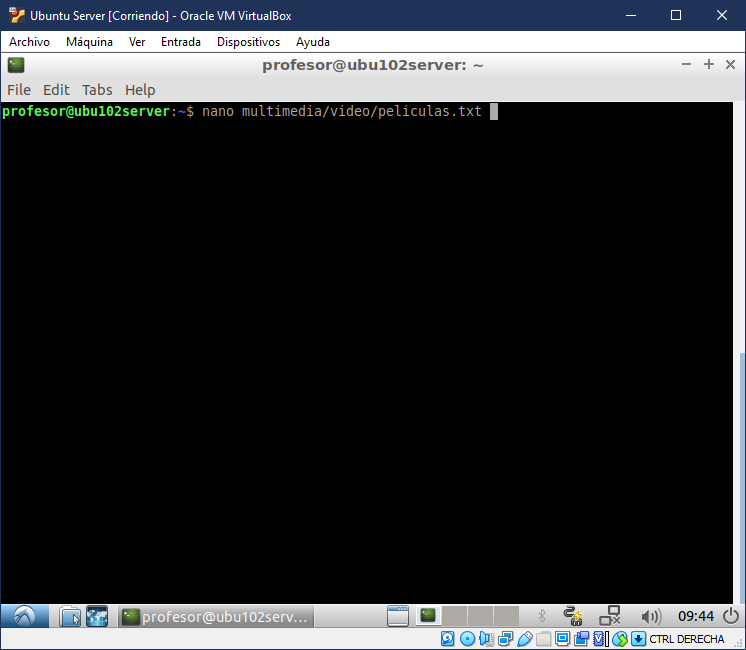 Ubuntu Server [Corriendo] - Oracle VM VirtualBox
Archivo Máquina Ver Entrada Dispositivos Ayuda
profesor@ubu102server: ~
File Edit Tabs Help
profesor@ubu102server:~$ nano multimedia/video/peliculas.txt
profesor@ubu102serv... 09:44
CTRL DERECHA